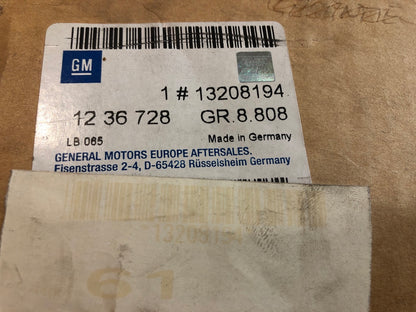 GM
1 # 13208194
12 36 728 GR.8.808
LB 065 Made in Germany
GENERAL MOTORS EUROPE AFTERSALES.
Eisenstrasse 2-4, D-65428 Rüsselsheim Germany
61